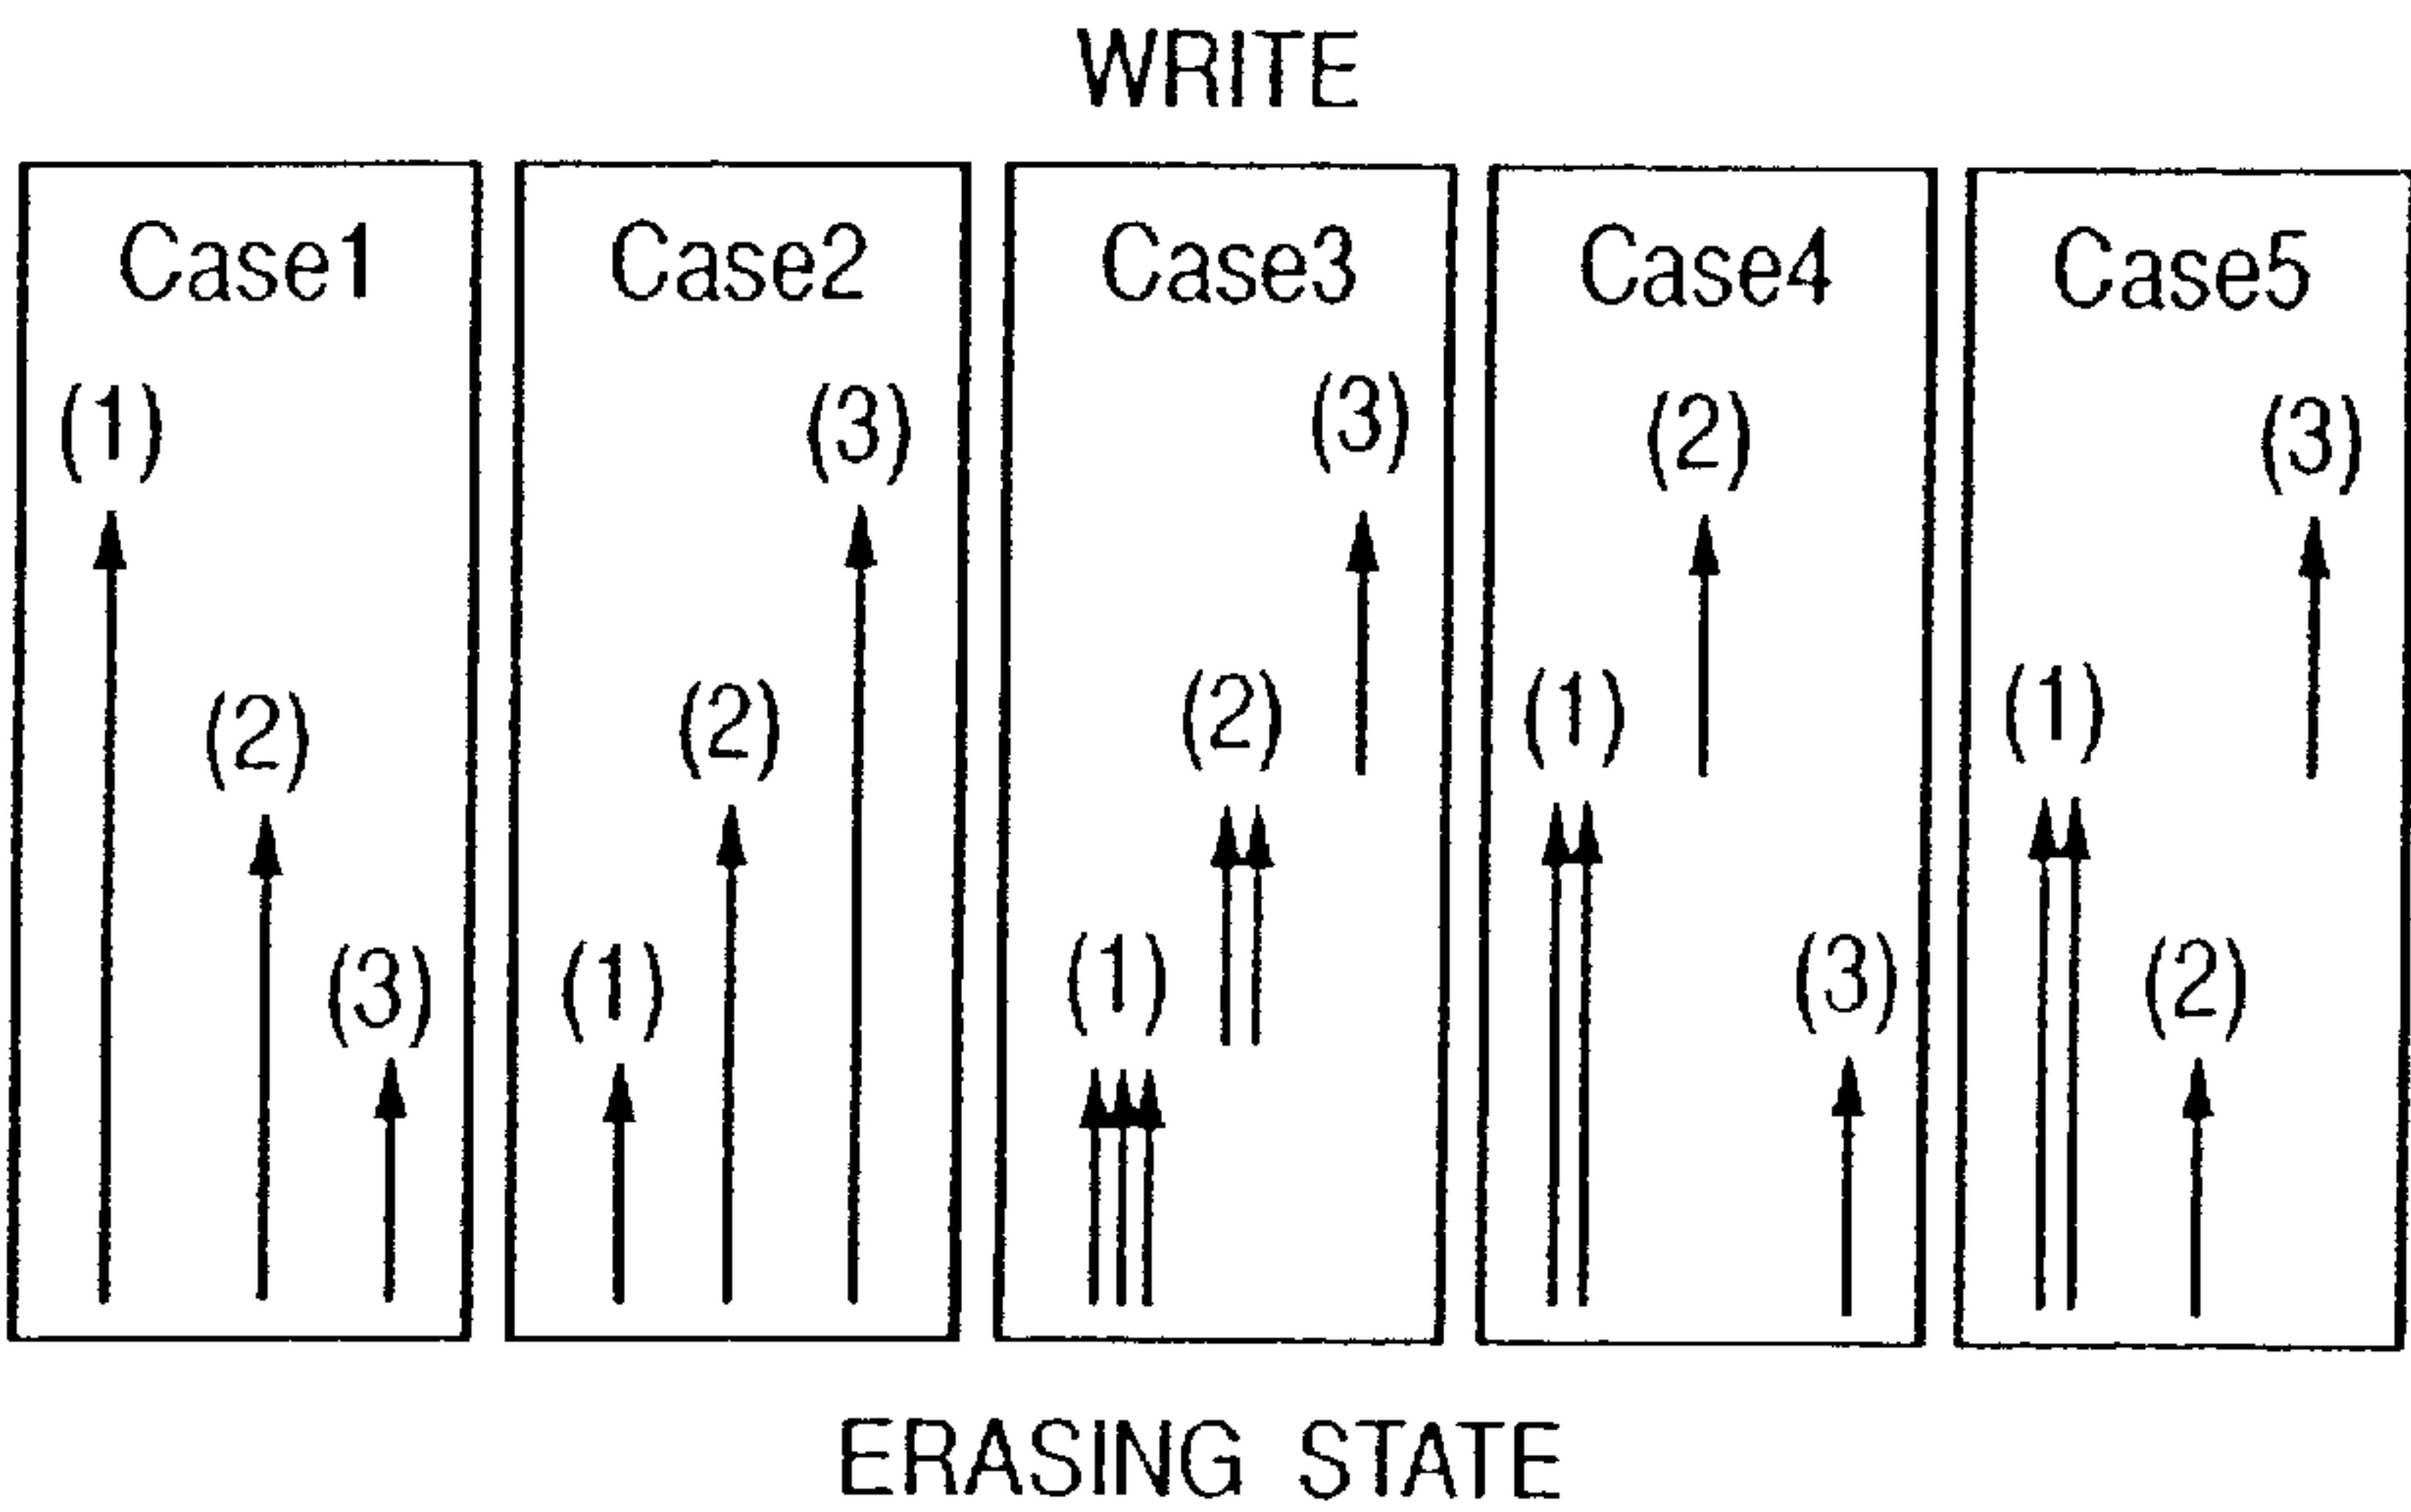 WRITE
Case1 Case2 Case3 Case4 Case5
(1) (3) (3) (2) (3)
(2) (2) (2) (1) (1)
(3) (1) (1) (3) (2)
ERASING STATE